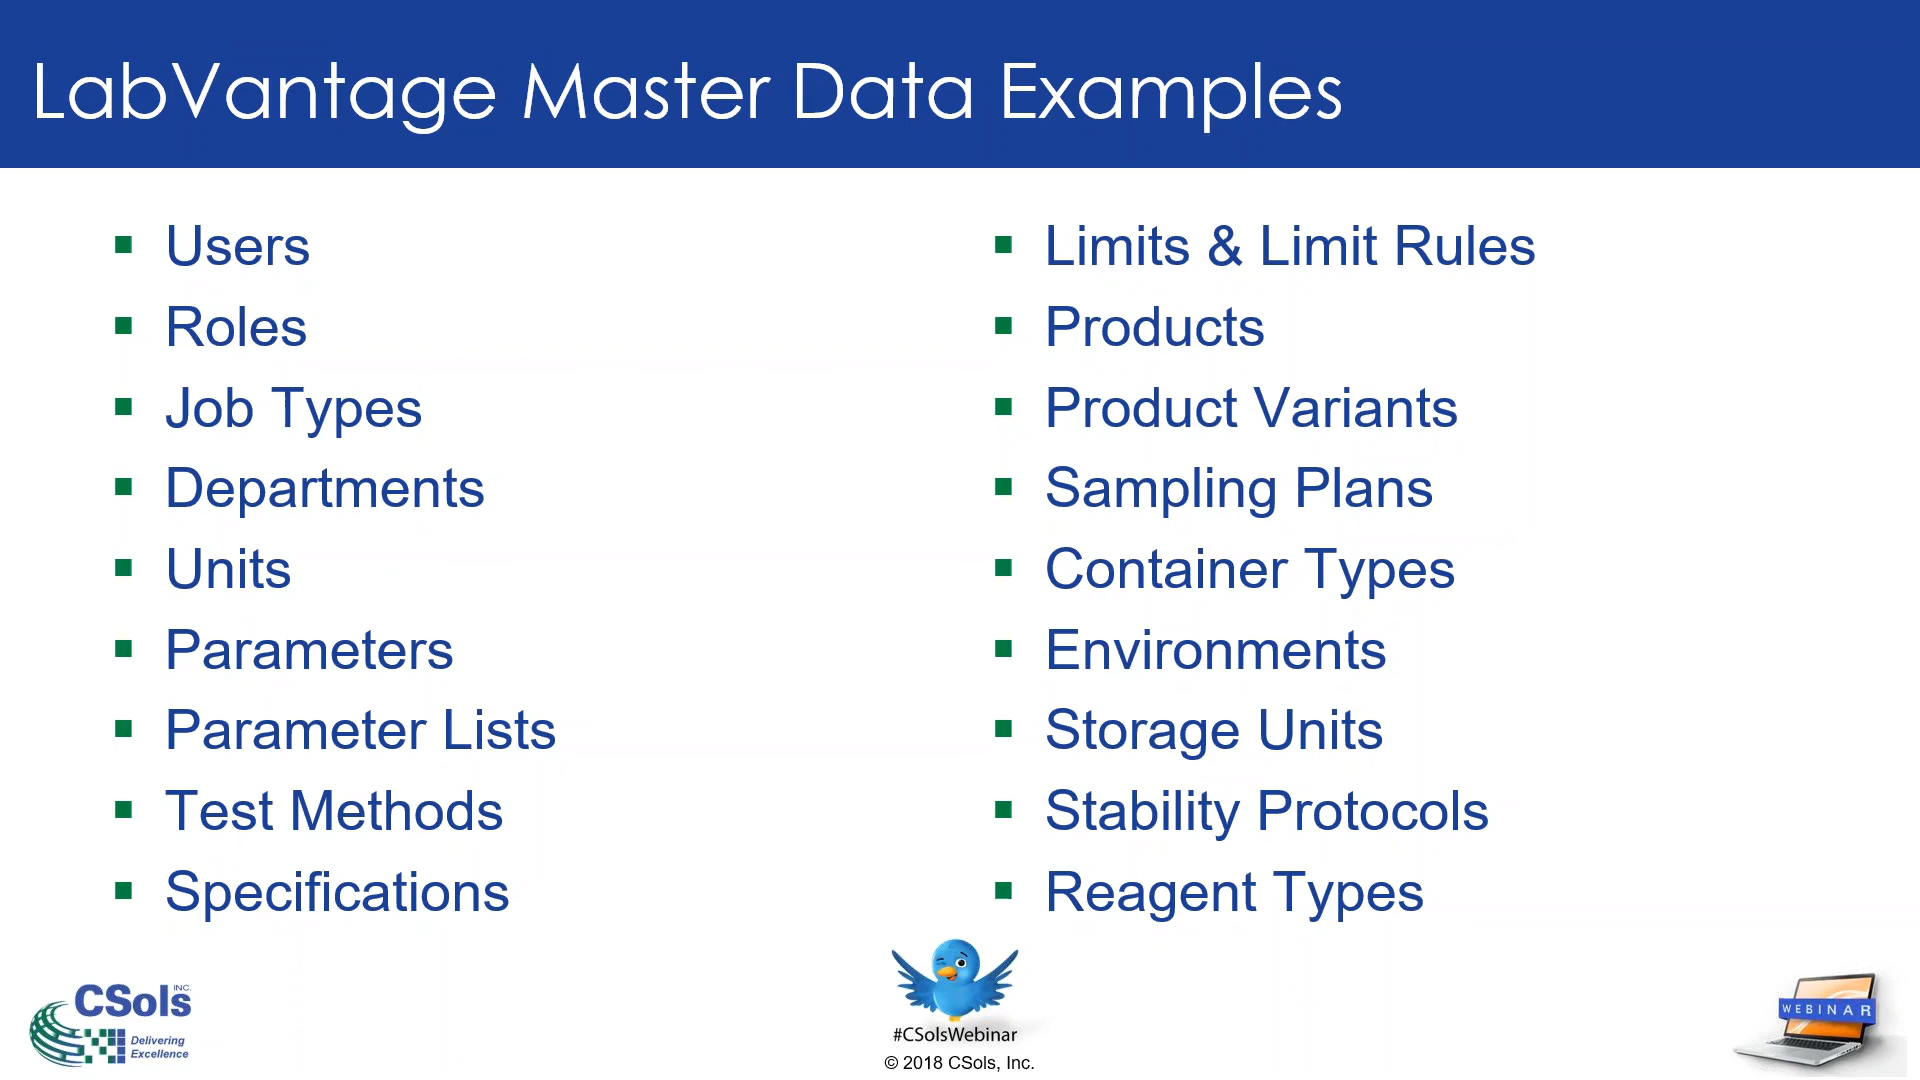 LabVantage Master Data Examples
Users
Roles
Job Types
Departments
Units
Parameters
Parameter Lists
Test Methods
Specifications
Limits & Limit Rules
Products
Product Variants
Sampling Plans
Container Types
Environments
Storage Units
Stability Protocols
Reagent Types
CSols INC.
Delivering
Excellence
#CSolsWebinar
© 2018 CSols, Inc.
WEBINAR